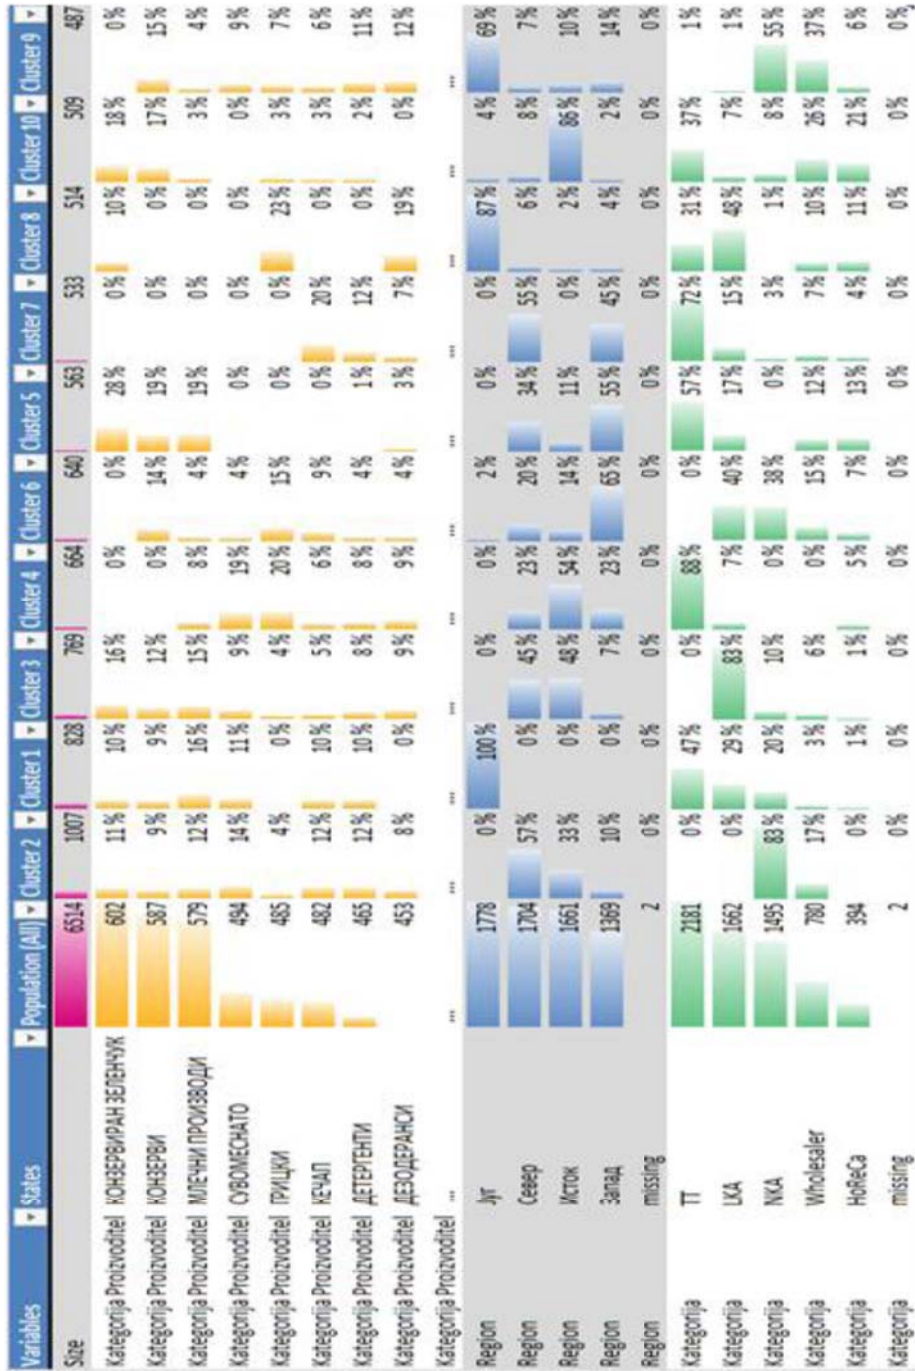 Variables States Population (All) Cluster 2 Cluster 1 Cluster 3 Cluster 4 Cluster 6 Cluster 5 Cluster 7 Cluster 8 Cluster 10 Cluster 9
Size 6514 1007 828 769 664 640 563 533 514 509 487
Kategorija Proizvoditel КОНЗЕРВИРАН ЗЕЛЕНЧУК 602 11 % 10 % 16 % 0 % 0 % 28 % 0 % 10 % 18 % 0 %
Kategorija Proizvoditel КОНЗЕРВИ 587 9 % 9 % 12 % 0 % 14 % 19 % 0 % 0 % 17 % 15 %
Kategorija Proizvoditel МЛЕЧНИ ПРОИЗВОДИ 579 12 % 16 % 15 % 8 % 4 % 19 % 0 % 0 % 3 % 4 %
Kategorija Proizvoditel СУВОМЕСНАТО 494 14 % 11 % 9 % 19 % 4 % 0 % 0 % 0 % 0 % 9 %
Kategorija Proizvoditel ГРИЦКИ 485 4 % 0 % 4 % 20 % 15 % 0 % 0 % 23 % 3 % 7 %
Kategorija Proizvoditel КЕЧАП 482 12 % 10 % 5 % 6 % 9 % 0 % 20 % 0 % 3 % 6 %
Kategorija Proizvoditel ДЕТЕРГЕНТИ 465 12 % 10 % 8 % 8 % 4 % 1 % 12 % 0 % 2 % 11 %
Kategorija Proizvoditel ДЕЗОДЕРАНСИ 453 8 % 0 % 9 % 9 % 4 % 3 % 7 % 19 % 0 % 12 %
Kategorija Proizvoditel ... ... ... ... ... ... ... ... ... ... ... ...
Region Југ 1778 0 % 100 % 0 % 0 % 2 % 0 % 0 % 87 % 4 % 69 %
Region Север 1704 57 % 0 % 45 % 23 % 20 % 34 % 55 % 6 % 8 % 7 %
Region Исток 1661 33 % 0 % 48 % 54 % 14 % 11 % 0 % 2 % 86 % 10 %
Region Запад 1369 10 % 0 % 7 % 23 % 65 % 55 % 45 % 4 % 2 % 14 %
Region missing 2 0 % 0 % 0 % 0 % 0 % 0 % 0 % 0 % 0 % 0 %
Kategorija TT 2181 0 % 47 % 0 % 88 % 0 % 57 % 72 % 31 % 37 % 1 %
Kategorija LKA 1662 0 % 29 % 83 % 7 % 40 % 17 % 15 % 48 % 7 % 1 %
Kategorija NKA 1495 83 % 20 % 10 % 0 % 38 % 0 % 3 % 1 % 8 % 55 %
Kategorija Wholesaler 780 17 % 3 % 6 % 0 % 15 % 12 % 7 % 10 % 26 % 37 %
Kategorija HoReCa 394 0 % 1 % 1 % 5 % 7 % 13 % 4 % 11 % 21 % 6 %
Kategorija missing 2 0 % 0 % 0 % 0 % 0 % 0 % 0 % 0 % 0 % 0 %